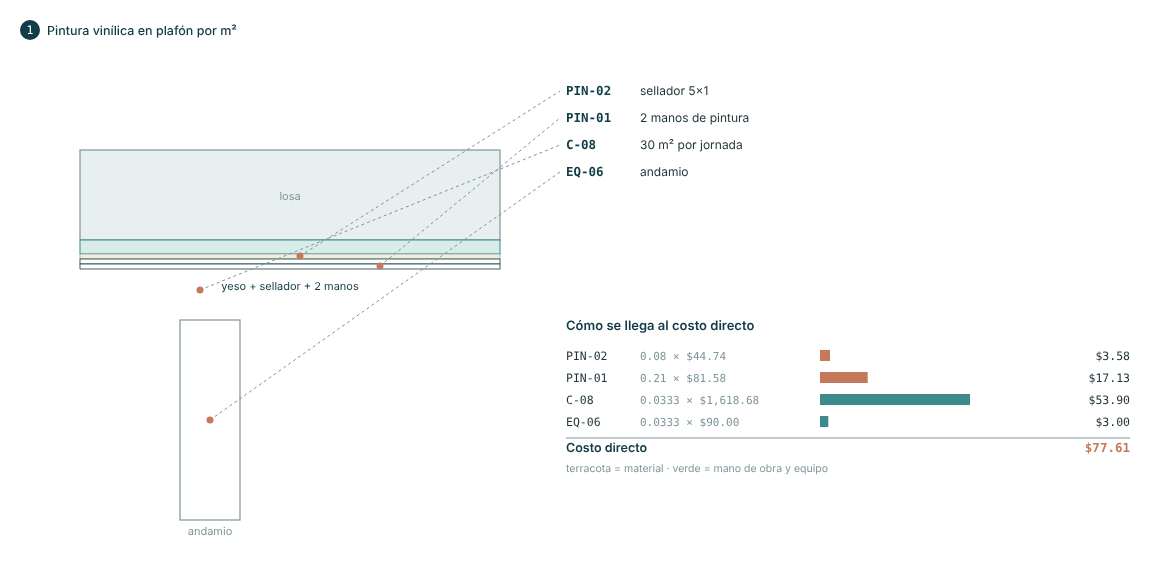 1 Pintura vinílica en plafón por m²
PIN-02 sellador 5×1
PIN-01 2 manos de pintura
C-08 30 m² por jornada
EQ-06 andamio
losa
yeso + sellador + 2 manos
andamio
Cómo se llega al costo directo
PIN-02 0.08 × $44.74 $3.58
PIN-01 0.21 × $81.58 $17.13
C-08 0.0333 × $1,618.68 $53.90
EQ-06 0.0333 × $90.00 $3.00
Costo directo $77.61
terracota = material · verde = mano de obra y equipo